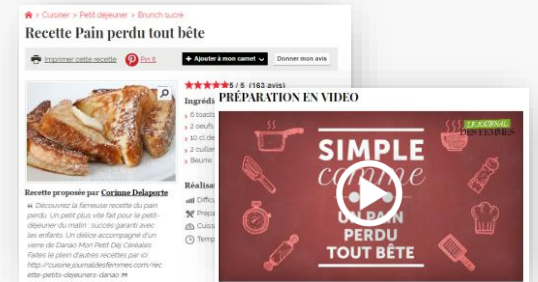 > Cuisiner > Petit déjeuner > Brunch sucré
Recette Pain perdu tout bête
Imprimer cette recette Pin it + Ajouter à mon carnet Donner mon avis
5 / 5 (163 avis)
Ingrédi
> 6 toasts
> 2 oeufs
> 10 cl de
> 2 cuillèr
> Beurre
Recette proposée par Corinne Delaporte
Découvrez la fameuse recette du pain
perdu. Un petit plus vite fait pour le petit-
déjeuner du matin : succès garanti avec
les enfants. Un délice accompagné d'un
verre de Danao Mon Petit Déj Céréales.
Faites le plein d'autres recettes par ici
http://cuisine.journaldesfemmes.com/rec
ette-petits-dejeuners-danao
Réalisa
Difficu
Prépa
Cuiss
Temp
PRÉPARATION EN VIDEO
LE JOURNAL
DES FEMMES
SIMPLE
comme
UN PAIN
PERDU
TOUT BÊTE